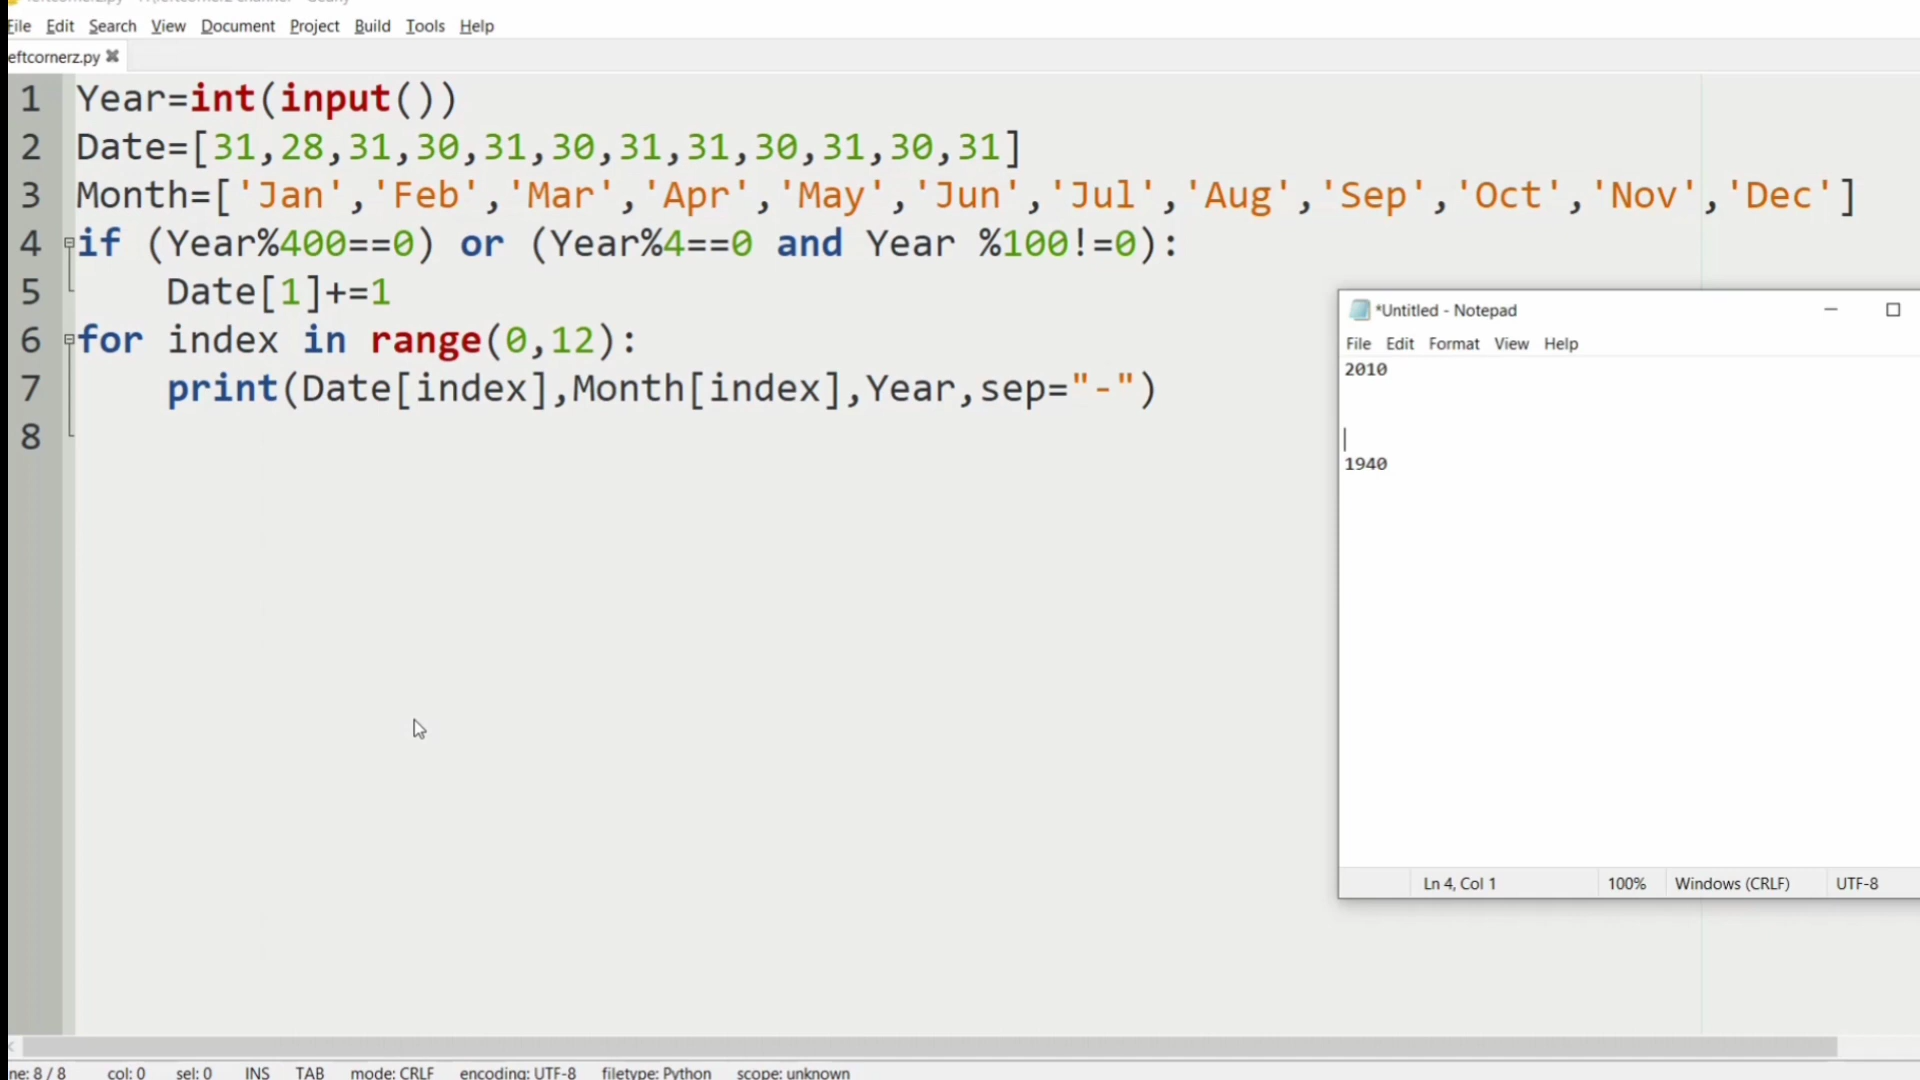 File Edit Search View Document Project Build Tools Help
eftcornerz.py
1 Year=int(input())
2 Date=[31,28,31,30,31,30,31,31,30,31,30,31]
3 Month=['Jan','Feb','Mar','Apr','May','Jun','Jul','Aug','Sep','Oct','Nov','Dec']
4 if (Year%400==0) or (Year%4==0 and Year %100!=0):
5 Date[1]+=1
6 for index in range(0,12):
7 print(Date[index],Month[index],Year,sep="-")
8
*Untitled - Notepad
File Edit Format View Help
2010
1940
Ln 4, Col 1 100% Windows (CRLF) UTF-8
ne: 8 / 8 col: 0 sel: 0 INS TAB mode: CRLF encoding: UTF-8 filetype: Python scope: unknown